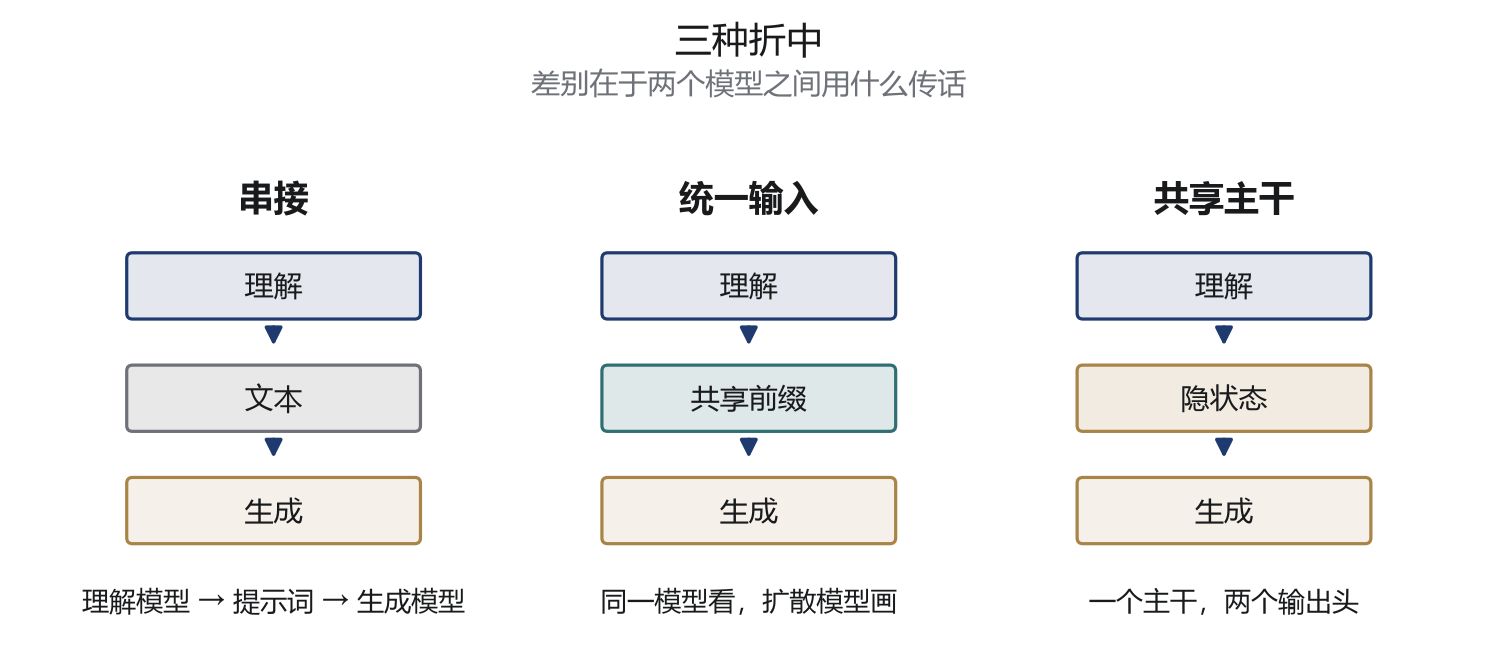 三种折中
差别在于两个模型之间用什么传话
串接
理解
文本
生成
理解模型 → 提示词 → 生成模型
统一输入
理解
共享前缀
生成
同一模型看，扩散模型画
共享主干
理解
隐状态
生成
一个主干，两个输出头